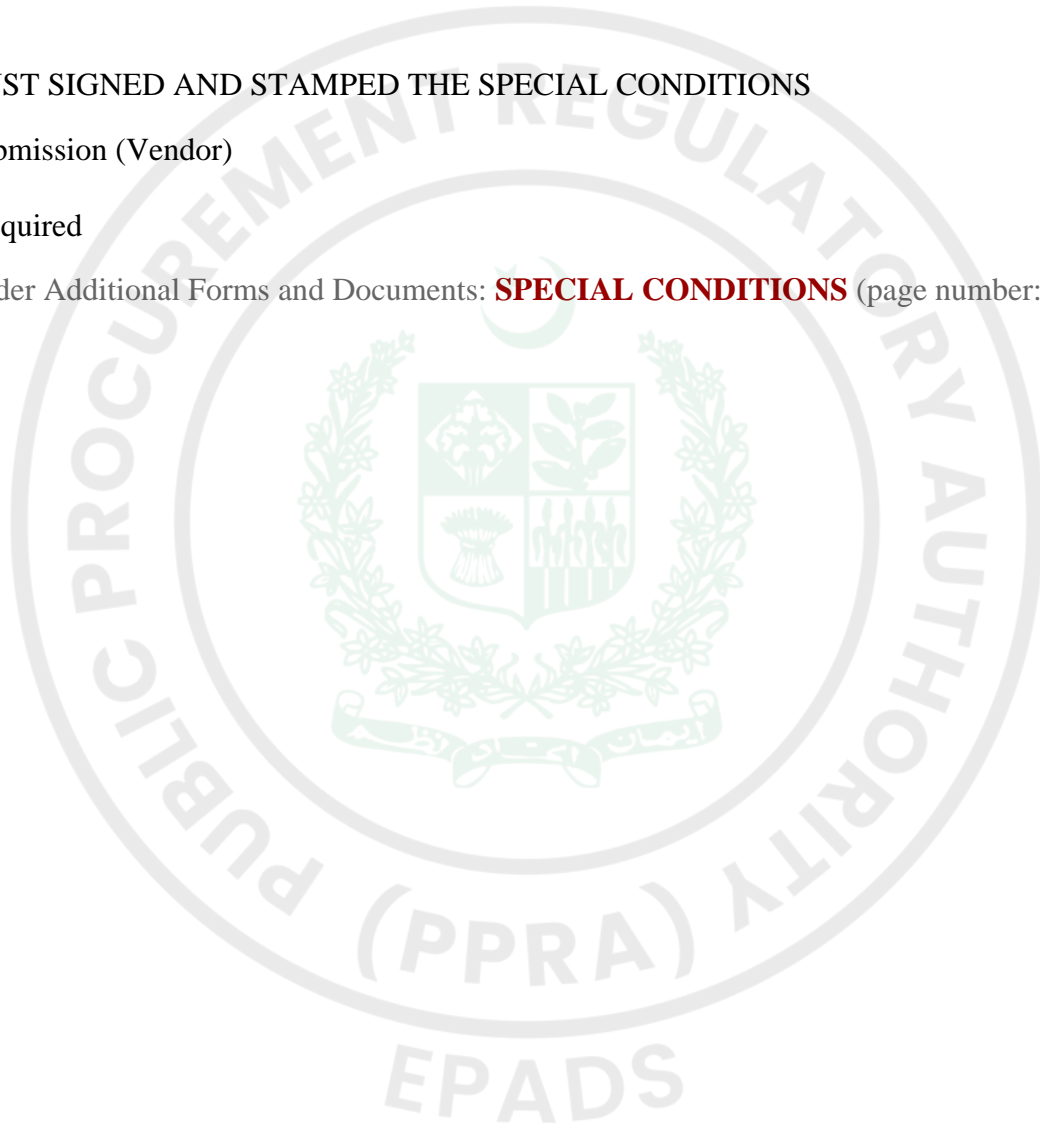 ST SIGNED AND STAMPED THE SPECIAL CONDITIONS
mission (Vendor)
quired
der Additional Forms and Documents: SPECIAL CONDITIONS (page number:
PUBLIC PROCUREMENT REGULATORY AUTHORITY
(PPRA)
EPADS